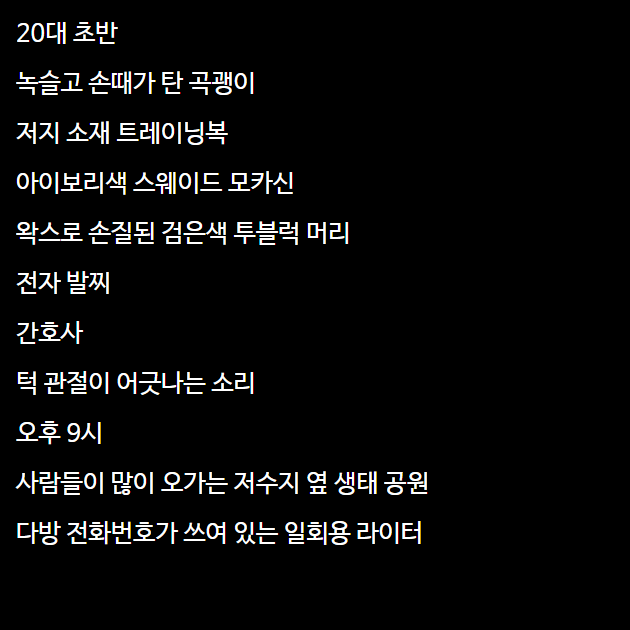 20대 초반
녹슬고 손때가 탄 곡괭이
저지 소재 트레이닝복
아이보리색 스웨이드 모카신
왁스로 손질된 검은색 투블럭 머리
전자 발찌
간호사
턱 관절이 어긋나는 소리
오후 9시
사람들이 많이 오가는 저수지 옆 생태 공원
다방 전화번호가 쓰여 있는 일회용 라이터